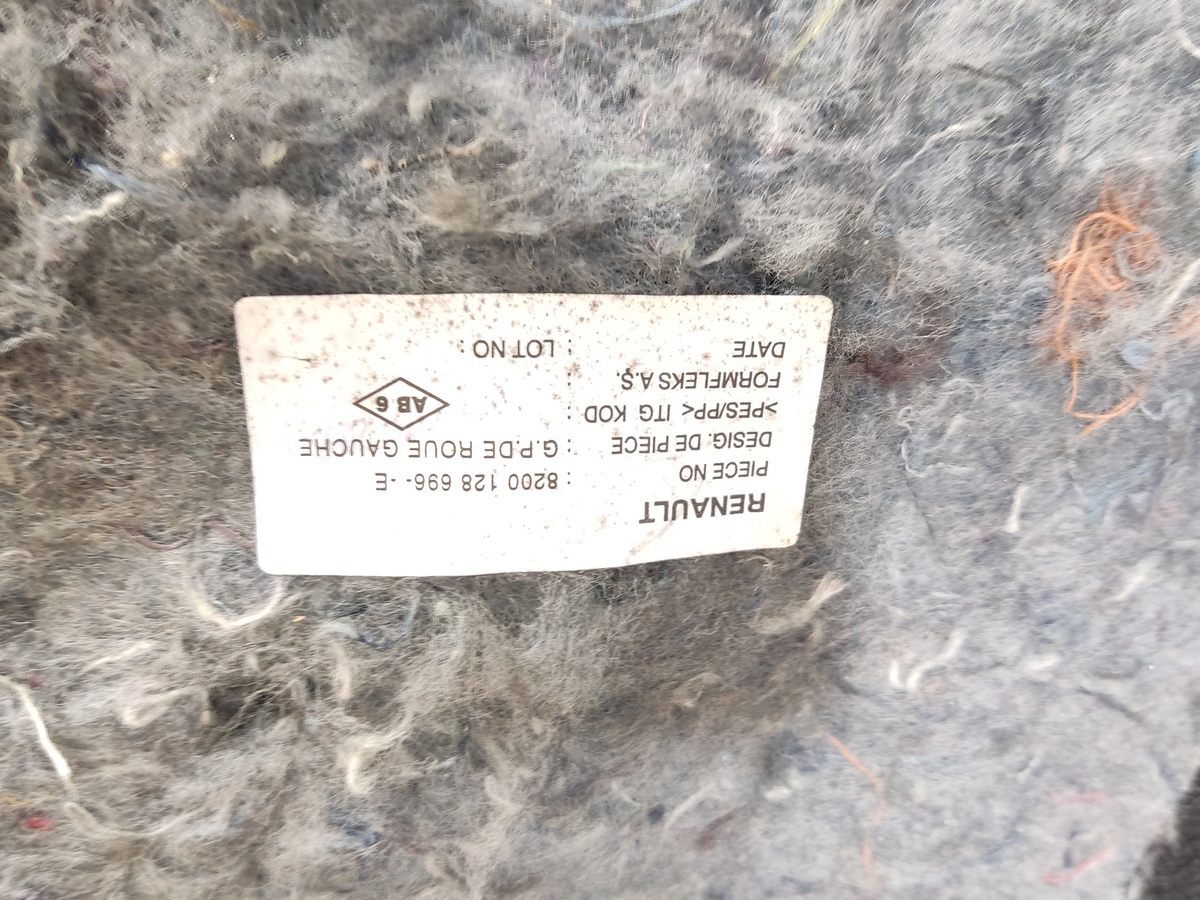 RENAULT
PIECE NO : 8200 128 696- -E
DESIG. DE PIECE : G.P.DE ROUE GAUCHE
>PES/PP< ITG KOD : AB 6
FORMFLEKS A.S. :
DATE : LOT NO :